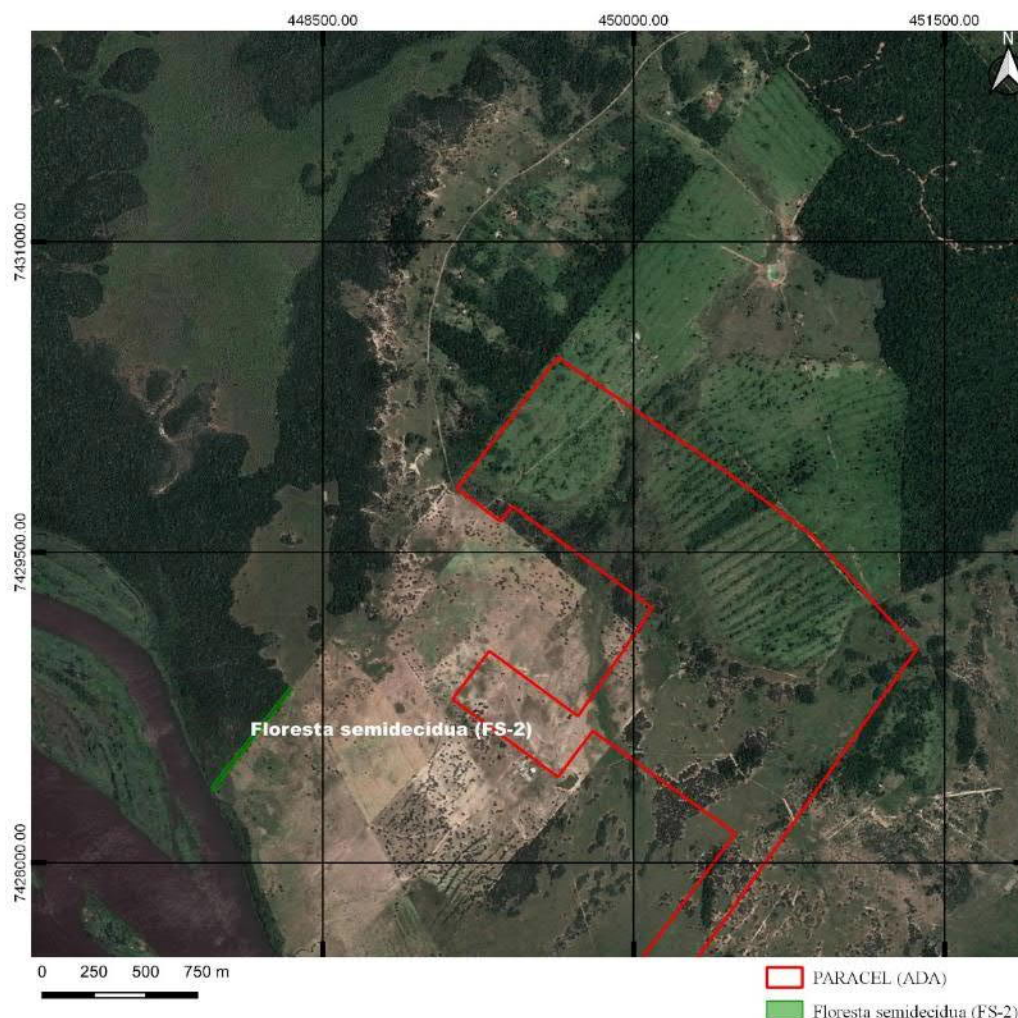 448500.00 450000.00 451500.00
N
7431000.00
7429500.00
Floresta semidecidua (FS-2)
7428000.00
0 250 500 750 m
PARACEL (ADA)
Floresta semidecídua (FS-2)